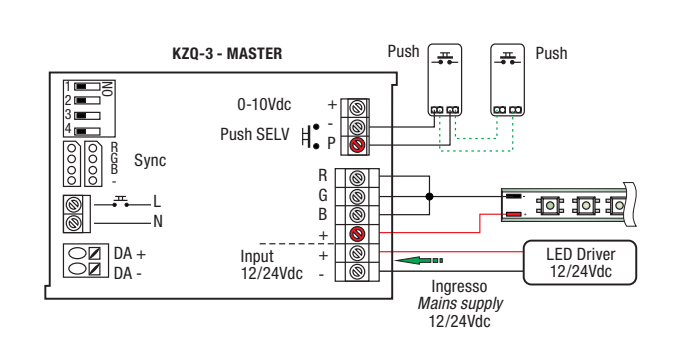 KZQ-3 - MASTER
Push
Push
1
2
3
4
ON
0-10Vdc
+
-
Push SELV
P
R
G
B
-
Sync
L
N
DA +
DA -
R
G
B
+
Input
12/24Vdc
+
-
-
+
LED Driver
12/24Vdc
Ingresso
Mains supply
12/24Vdc